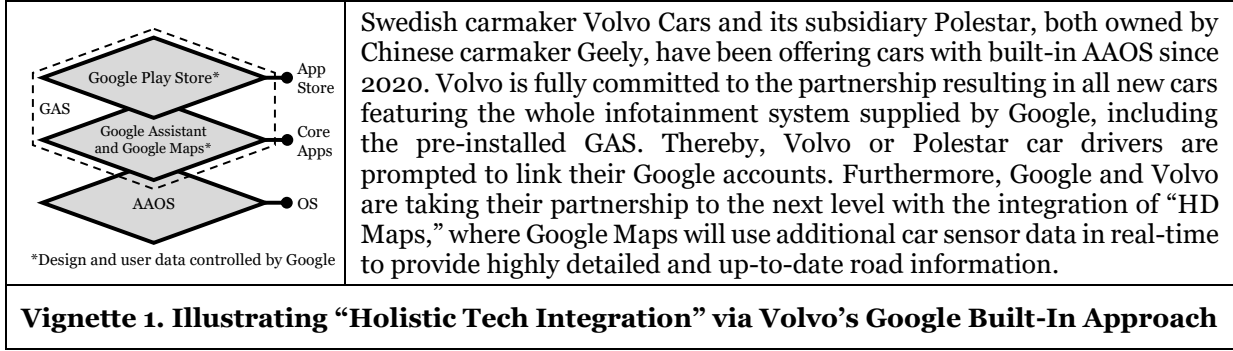 Google Play Store*
App
Store
GAS
Google Assistant
and Google Maps*
Core
Apps
AAOS
OS
*Design and user data controlled by Google
Swedish carmaker Volvo Cars and its subsidiary Polestar, both owned by
Chinese carmaker Geely, have been offering cars with built-in AAOS since
2020. Volvo is fully committed to the partnership resulting in all new cars
featuring the whole infotainment system supplied by Google, including
the pre-installed GAS. Thereby, Volvo or Polestar car drivers are
prompted to link their Google accounts. Furthermore, Google and Volvo
are taking their partnership to the next level with the integration of “HD
Maps,” where Google Maps will use additional car sensor data in real-time
to provide highly detailed and up-to-date road information.
Vignette 1. Illustrating “Holistic Tech Integration” via Volvo’s Google Built-In Approach